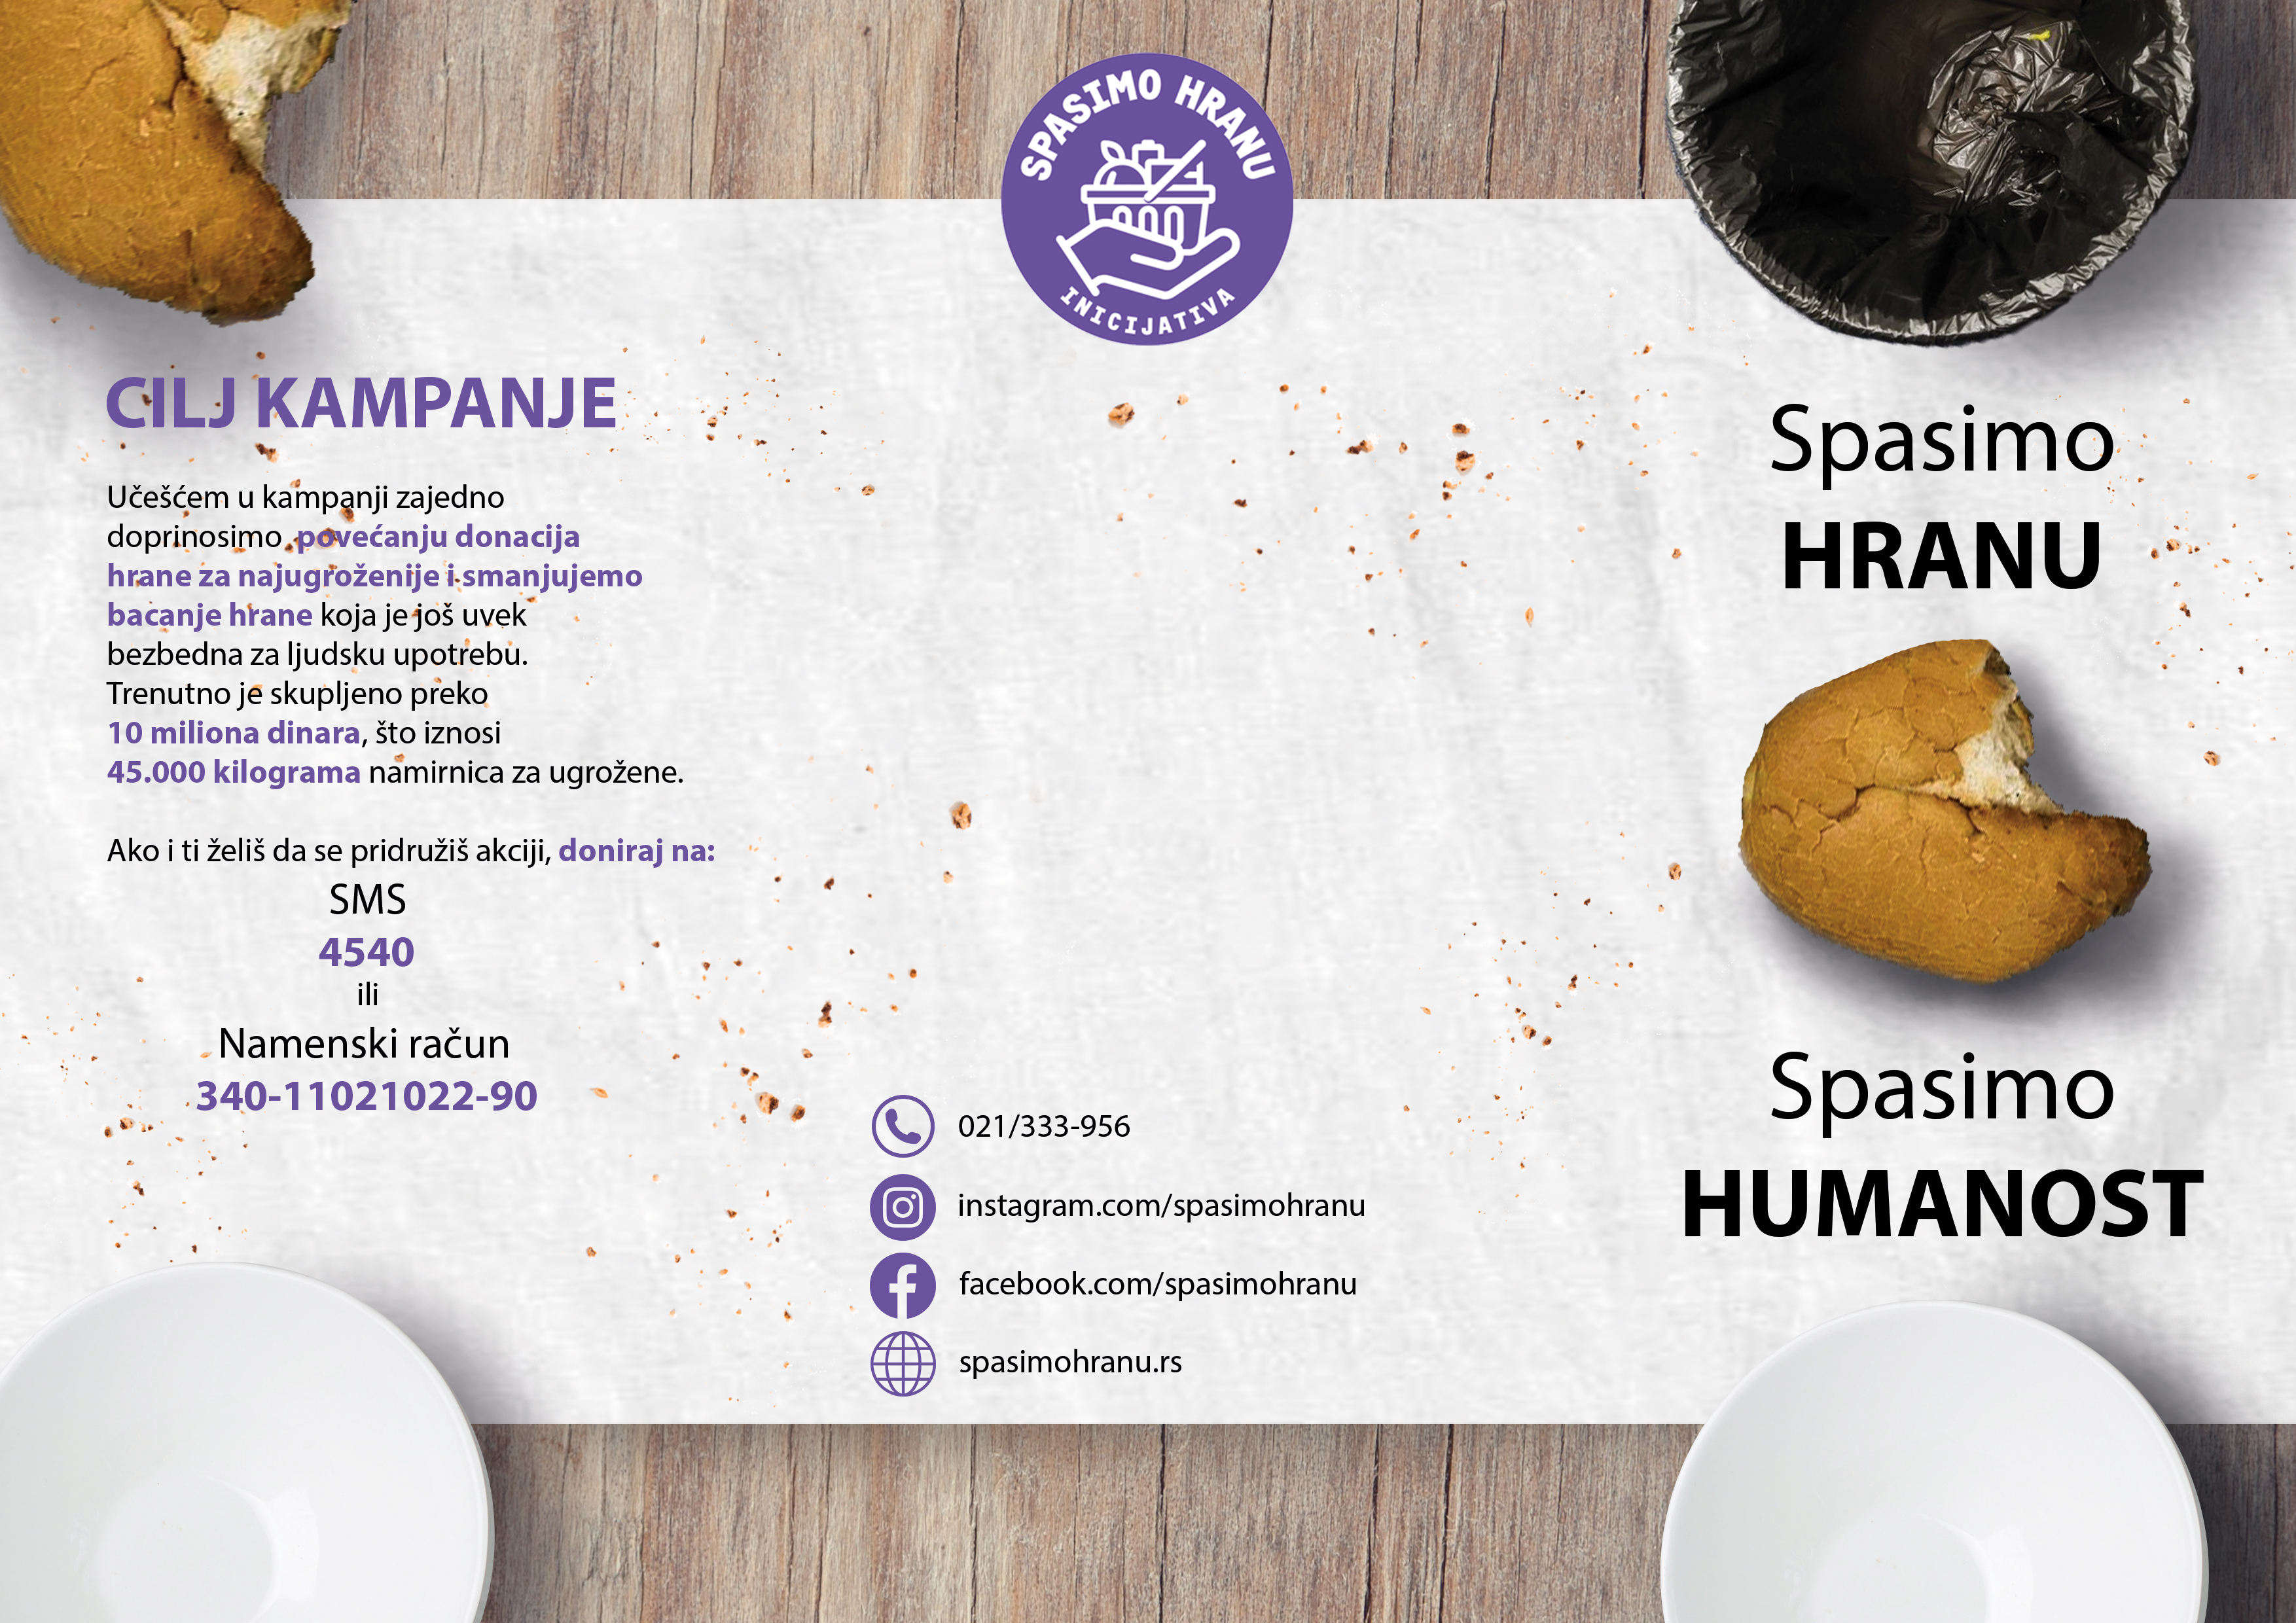 CILJ KAMPANJE
Učešćem u kampanji zajedno
doprinosimo povećanju donacija
hrane za najugroženije i smanjujemo
bacanje hrane koja je još uvek
bezbedna za ljudsku upotrebu.
Trenutno je skupljeno preko
10 miliona dinara, što iznosi
45.000 kilograma namirnica za ugrožene.
Ako i ti želiš da se pridružiš akciji, doniraj na:
SMS
4540
ili
Namenski račun
340-11021022-90
SPASIMO HRANU
INICIJATIVA
021/333-956
instagram.com/spasimohranu
facebook.com/spasimohranu
spasimohranu.rs
Spasimo
HRANU
Spasimo
HUMANOST